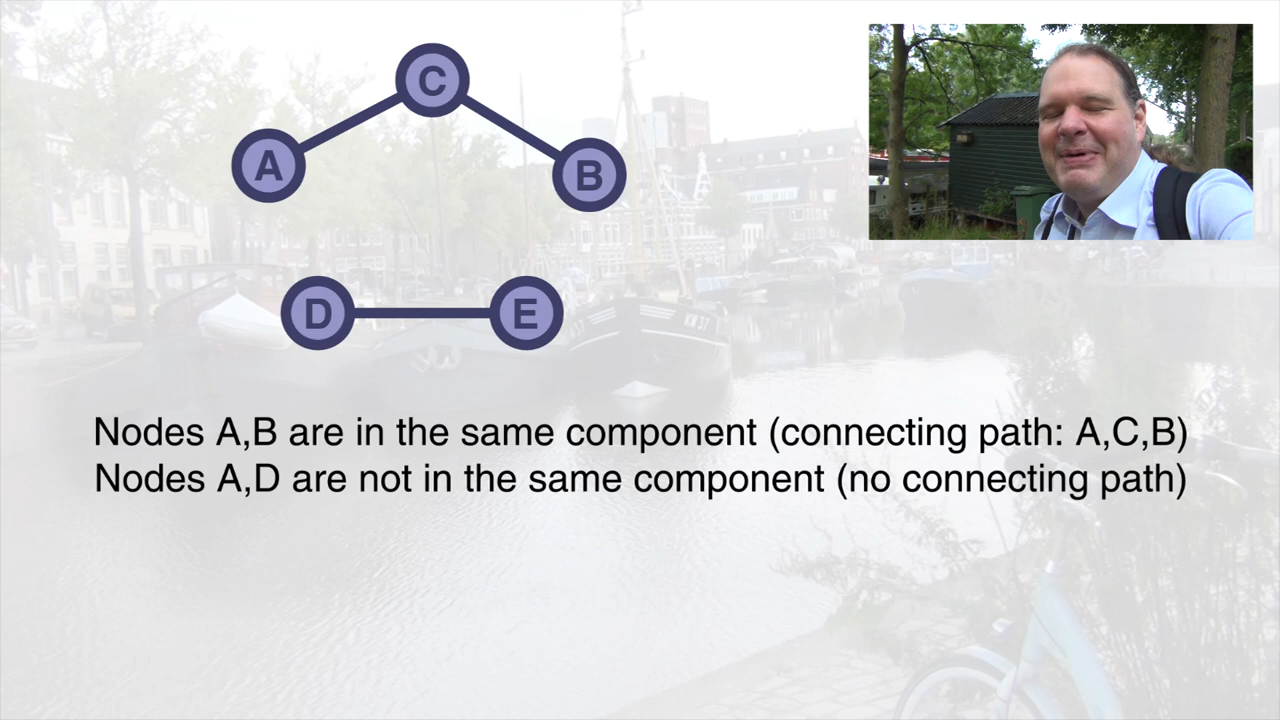 C
A
B
D
E
Nodes A,B are in the same component (connecting path: A,C,B)
Nodes A,D are not in the same component (no connecting path)